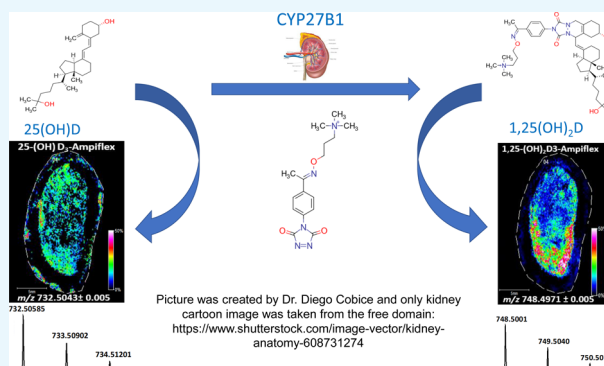 CYP27B1
25(OH)D
25-(OH) D3-Ampiflex
m/z 732.5043± 0.005
1,25(OH)2D
1,25-(OH)2D3-Ampiflex
m/z 748.4971 ± 0.005
Picture was created by Dr. Diego Cobice and only kidney
cartoon image was taken from the free domain:
https://www.shutterstock.com/image-vector/kidney-
anatomy-608731274
732.50585
733.50902
734.51201
748.5001
749.5040